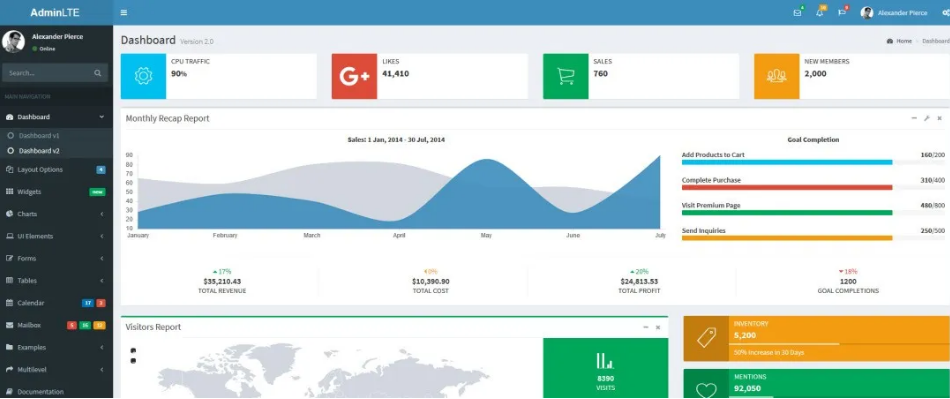 AdminLTE
4
10
9
Alexander Pierce
Alexander Pierce
Online
Search...
MAIN NAVIGATION
Dashboard
Dashboard v1
Dashboard v2
Layout Options
4
Widgets
new
Charts
UI Elements
Forms
Tables
Calendar
17
3
Mailbox
5
16
12
Examples
Multilevel
Documentation
Dashboard Version 2.0
Home
Dashboard
CPU TRAFFIC
90%
G+
LIKES
41,410
SALES
760
NEW MEMBERS
2,000
Monthly Recap Report
Sales: 1 Jan, 2014 - 30 Jul, 2014
90
80
70
60
50
40
30
20
10
January
February
March
April
May
June
July
Goal Completion
Add Products to Cart
160/200
Complete Purchase
310/400
Visit Premium Page
480/800
Send Inquiries
250/500
17%
$35,210.43
TOTAL REVENUE
0%
$10,390.90
TOTAL COST
20%
$24,813.53
TOTAL PROFIT
18%
1200
GOAL COMPLETIONS
Visitors Report
8390
VISITS
INVENTORY
5,200
50% Increase in 30 Days
MENTIONS
92,050